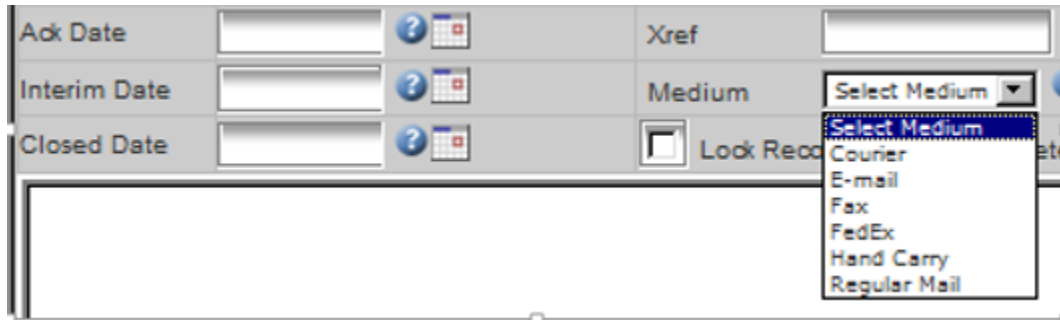 Ack Date
Xref
Interim Date
Medium
Select Medium
Closed Date
Lock
Select Medium
Courier
E-mail
Fax
FedEx
Hand Carry
Regular Mail